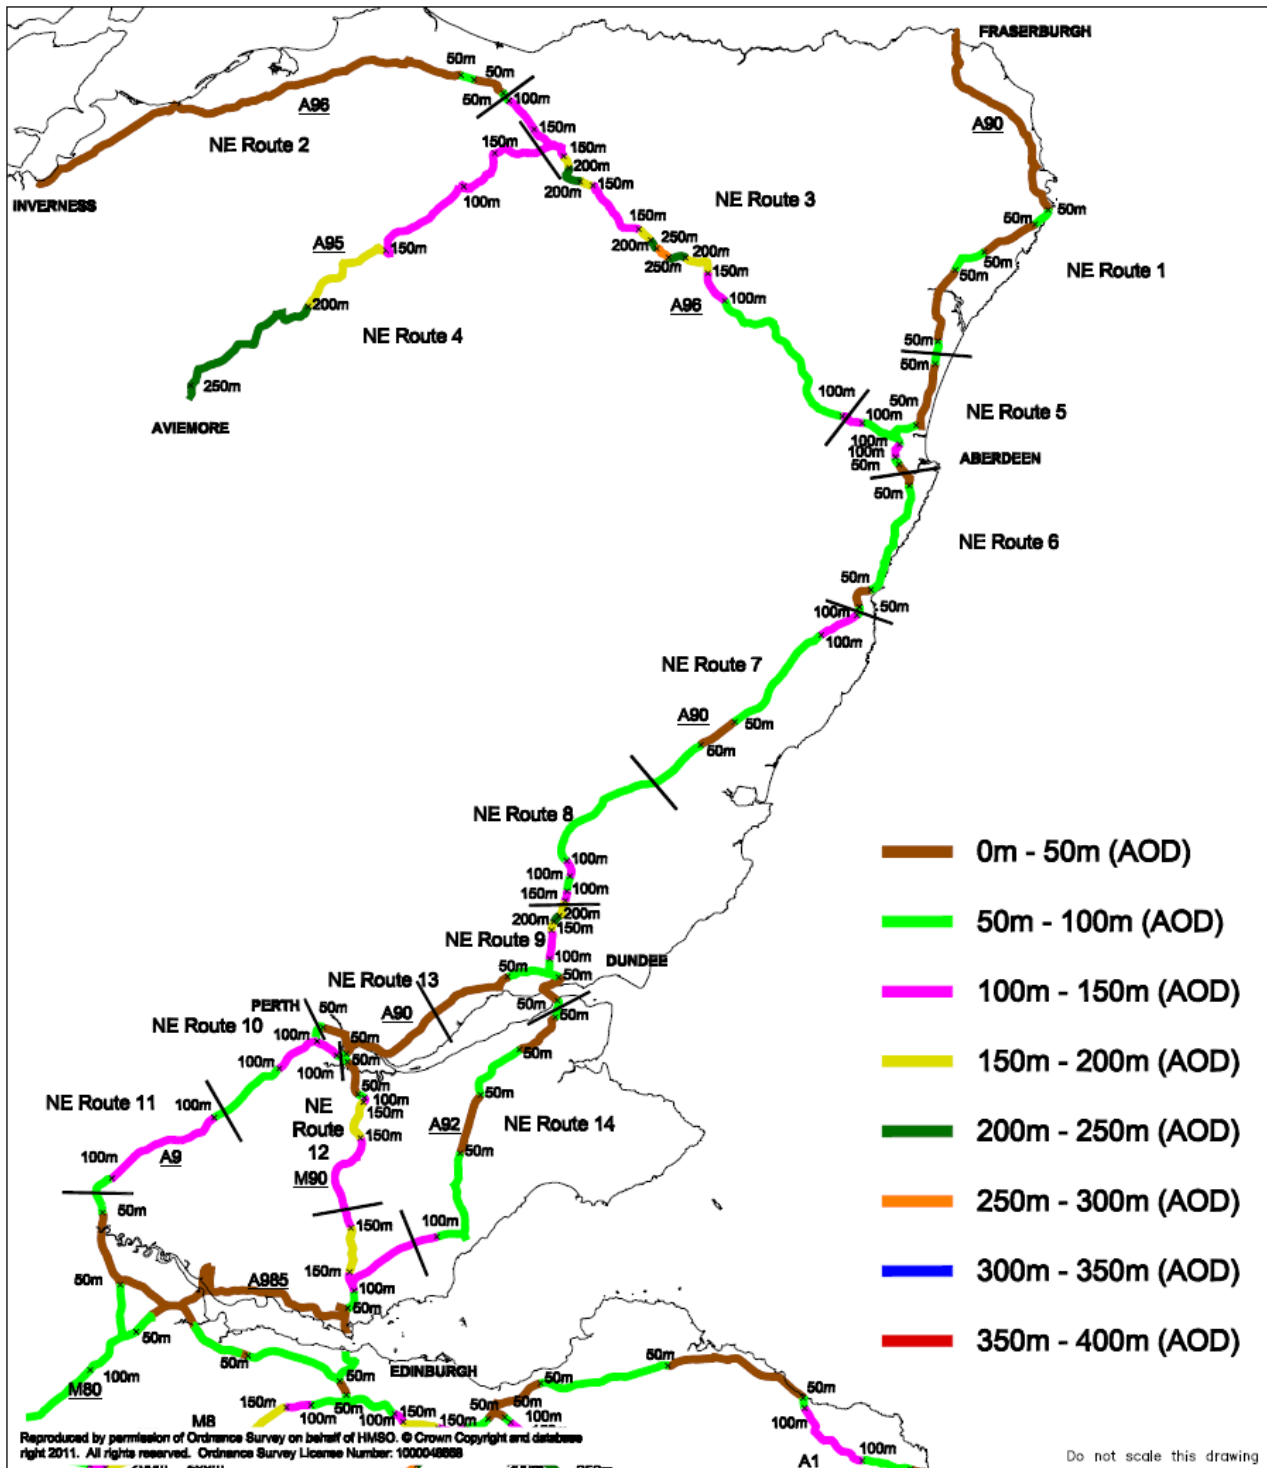 FRASERBURGH
50m
50m
A96
50m
100m
A90
NE Route 2
150m
150m
150m
200m
INVERNESS
200m
150m
100m
NE Route 3
50m
50m
150m
A95
150m
250m
200m
200m
250m
150m
50m
50m
NE Route 1
200m
A96
100m
NE Route 4
50m
50m
250m
100m
50m
NE Route 5
AVIEMORE
100m
100m
100m
50m
ABERDEEN
50m
NE Route 6
50m
50m
100m
100m
NE Route 7
A90
50m
50m
NE Route 8
100m
100m
100m
150m
200m
200m
150m
NE Route 9
100m
DUNDEE
50m
50m
NE Route 13
PERTH
50m
A90
50m
50m
NE Route 10
100m
50m
50m
50m
100m
100m
50m
50m
NE Route 11
100m
100m
150m
NE
Route
12
A92
NE Route 14
150m
A9
50m
100m
M90
50m
150m
100m
150m
50m
A985
100m
50m
50m
50m
100m
M80
50m
EDINBURGH
50m
50m
50m
50m
50m
150m
50m
100m
100m
150m
100m
100m
M8
A1
100m
0m - 50m (AOD)
50m - 100m (AOD)
100m - 150m (AOD)
150m - 200m (AOD)
200m - 250m (AOD)
250m - 300m (AOD)
300m - 350m (AOD)
350m - 400m (AOD)
Reproduced by permission of Ordnance Survey on behalf of HMSO. © Crown Copyright and database
right 2011. All rights reserved. Ordnance Survey License Number:
Do not scale this drawing